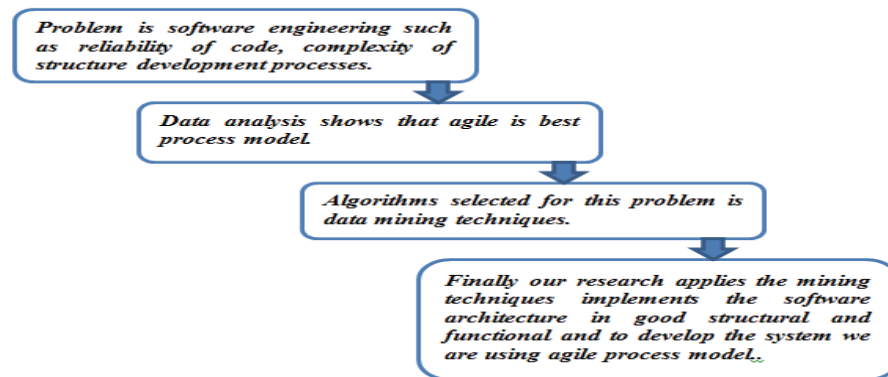 Problem is software engineering such
as reliability of code, complexity of
structure development processes.
Data analysis shows that agile is best
process model.
Algorithms selected for this problem is
data mining techniques.
Finally our research applies the mining
techniques implements the software
architecture in good structural and
functional and to develop the system we
are using agile process model..